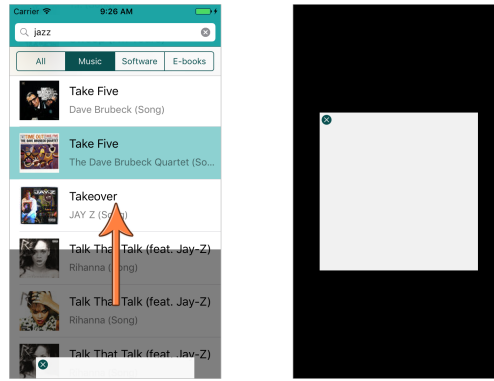 Carrier 9:26 AM
jazz
All Music Software E-books
Take Five
Dave Brubeck (Song)
Take Five
The Dave Brubeck Quartet (So...
Takeover
JAY Z (Song)
Talk That Talk (feat. Jay-Z)
Rihanna (Song)
Talk That Talk (feat. Jay-Z)
Rihanna (Song)
Talk That Talk (feat. Jay-Z)